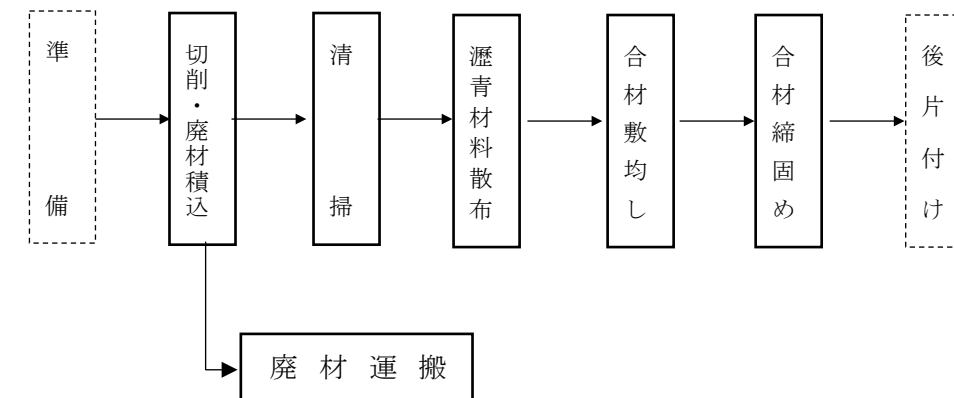 準備
切削・廃材積込
清掃
瀝青材料散布
合材敷均し
合材締固め
後片付け
廃材運搬